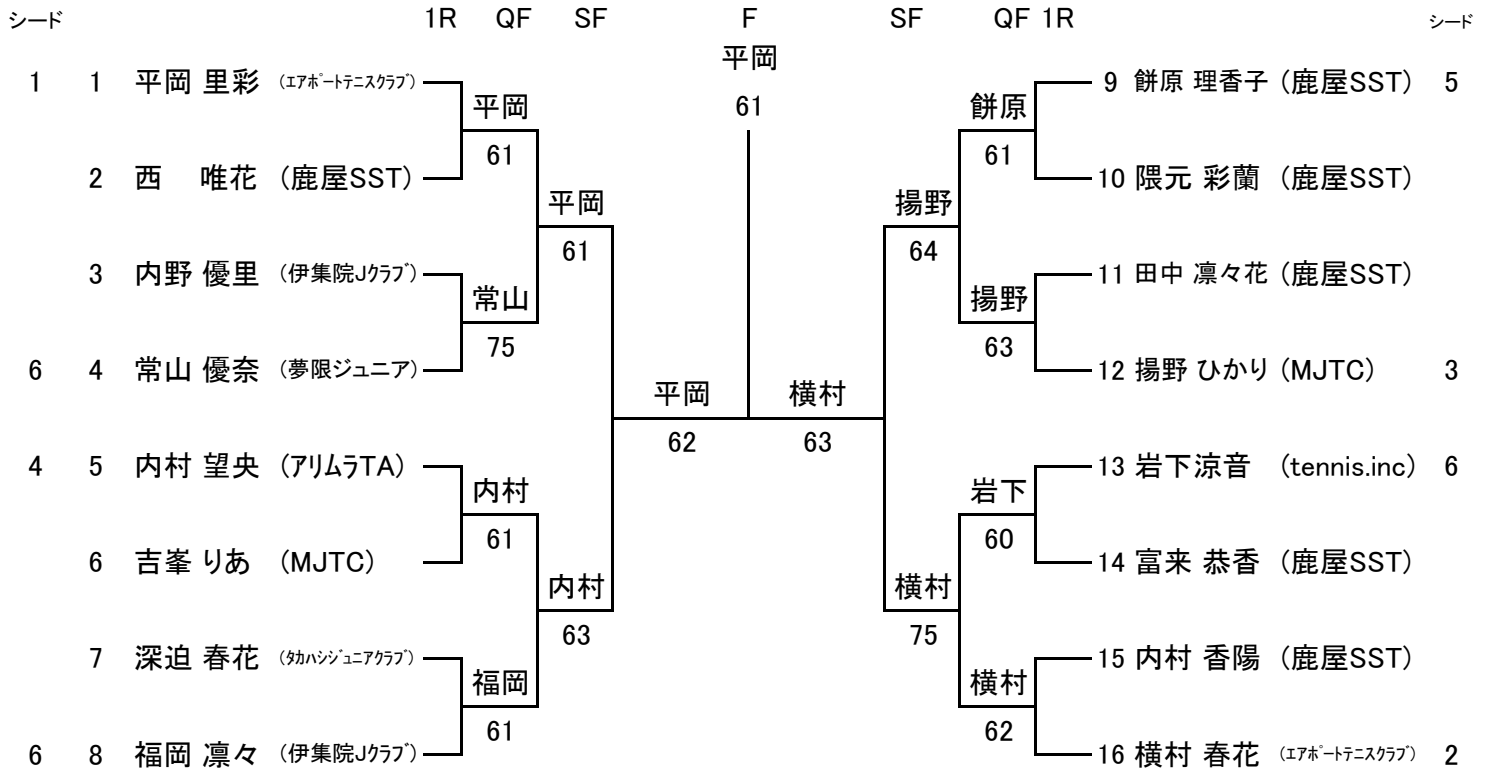 シード 1R QF SF F SF QF 1R シード
平岡
1 1 平岡 里彩 (エアポートテニスクラブ) 9 餅原 理香子 (鹿屋SST) 5
平岡 61 餅原
61 61
2 西 唯花 (鹿屋SST) 10 隈元 彩蘭 (鹿屋SST)
平岡 揚野
61 64
3 内野 優里 (伊集院Jクラブ) 11 田中 凛々花 (鹿屋SST)
常山 揚野
75 63
6 4 常山 優奈 (夢限ジュニア) 12 揚野 ひかり (MJTC) 3
平岡 横村
62 63
4 5 内村 望央 (アリムラTA) 13 岩下涼音 (tennis.inc) 6
内村 岩下
61 60
6 吉峯 りあ (MJTC) 14 富来 恭香 (鹿屋SST)
内村 横村
63 75
7 深迫 春花 (タカハシジュニアクラブ) 15 内村 香陽 (鹿屋SST)
福岡 横村
61 62
6 8 福岡 凛々 (伊集院Jクラブ) 16 横村 春花 (エアポートテニスクラブ) 2